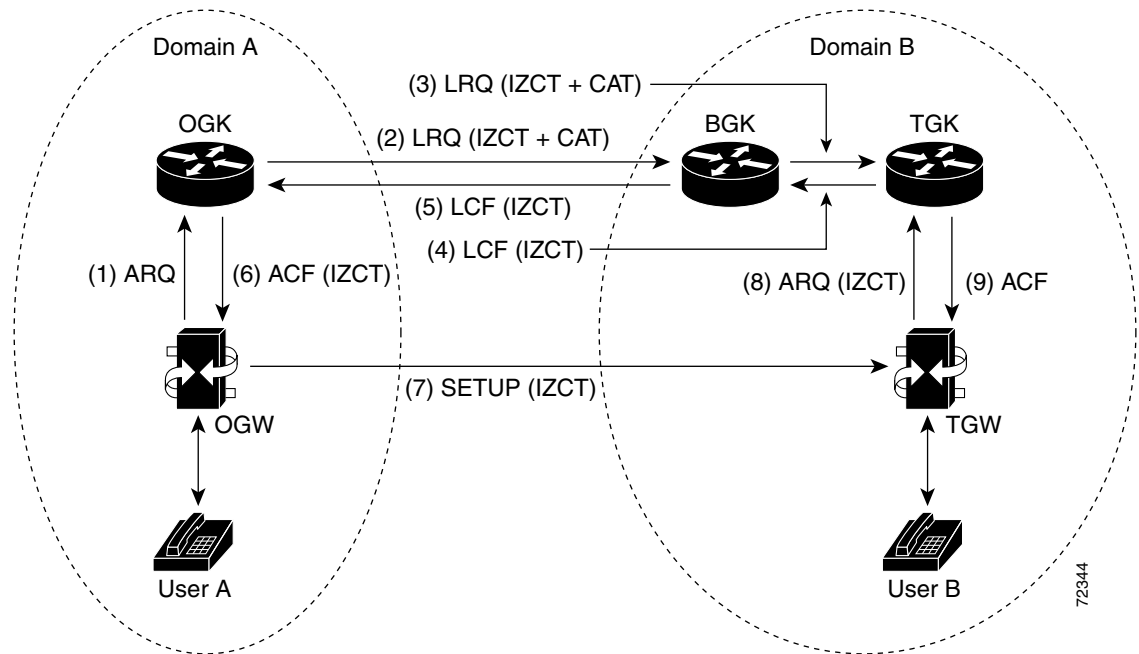 Domain A
Domain B
(3) LRQ (IZCT + CAT)
OGK
BGK
TGK
(2) LRQ (IZCT + CAT)
(5) LCF (IZCT)
(4) LCF (IZCT)
(1) ARQ
(6) ACF (IZCT)
(8) ARQ (IZCT)
(9) ACF
(7) SETUP (IZCT)
OGW
TGW
User A
User B
72344